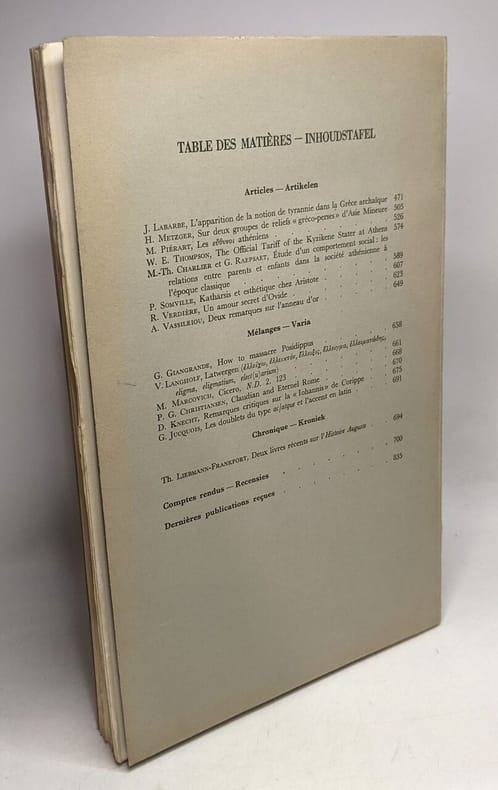 TABLE DES MATIÈRES — INHOUDSTAFEL
Articles — Artikelen
J. LABARBE, L'apparition de la notion de tyrannie dans la Grèce archaïque 471
H. METZGER, Sur deux groupes de reliefs « gréco-perses » d'Asie Mineure 505
M. PIÉRART, Les εὔθυνοι athéniens . . . 526
W. E. THOMPSON, The Official Tariff of the Kyzikene Stater at Athens 574
M.-Th. CHARLIER et G. RAEPSAET, Étude d'un comportement social : les
relations entre parents et enfants dans la société athénienne à
l'époque classique . . . 589
P. SOMVILLE, Katharsis et esthétique chez Aristote . . . 607
R. VERDIÈRE, Un amour secret d'Ovide . . . 623
A. VASSILEIOU, Deux remarques sur l'anneau d'or . . . 649
Mélanges — Varia
G. GIANGRANDE, How to massacre Posidippus
V. LANGHOLF, Latwergen
eligma, eligmatium, elect(u)arium) . . . 658
M. MARCOVICH, Cicero, N.D. 2. 123 . . . 661
P. G. CHRISTIANSEN, Claudian and Eternel Rome . . . 668
D. KNECHT, Remarques critiques sur la « Iohannis » de Corippe 670
G. JUCQUOIS, Les doublets du type ac/atque et l'accent en latin 675
691
Chronique — Kroniek
Th. LIEBMANN-FRANKFORT, Deux livres récents sur l'Histoire Auguste . 694
Comptes rendus — Recensies . . . 700
Dernières publications reçues . . . 835